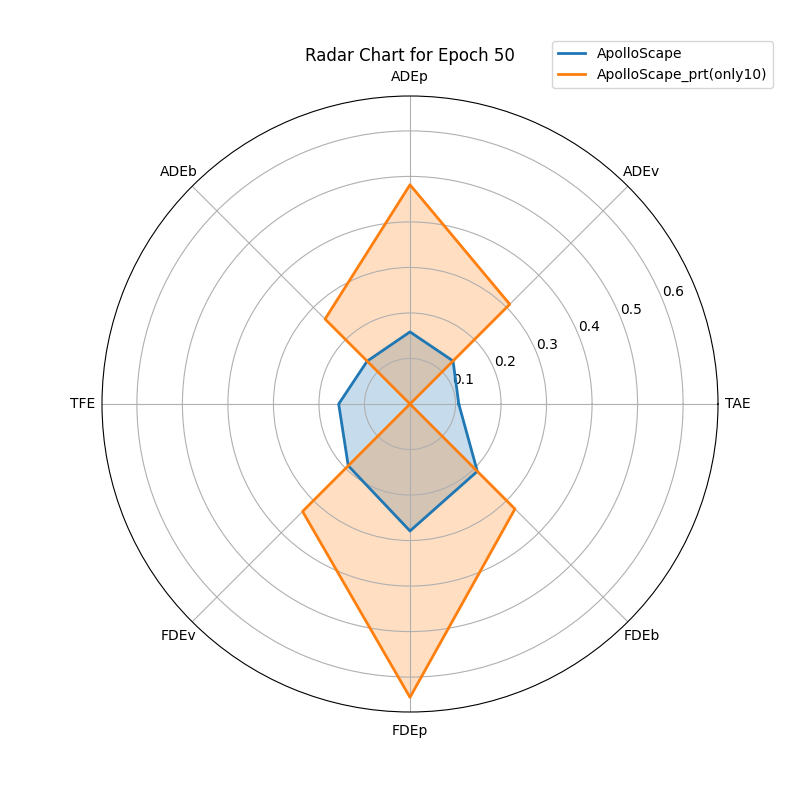 Radar Chart for Epoch 50
ApolloScape
ApolloScape_prt(only10)
ADEp
ADEb
ADEv
0.6
0.5
0.4
0.3
0.2
0.1
TFE
TAE
FDEv
FDEb
FDEp